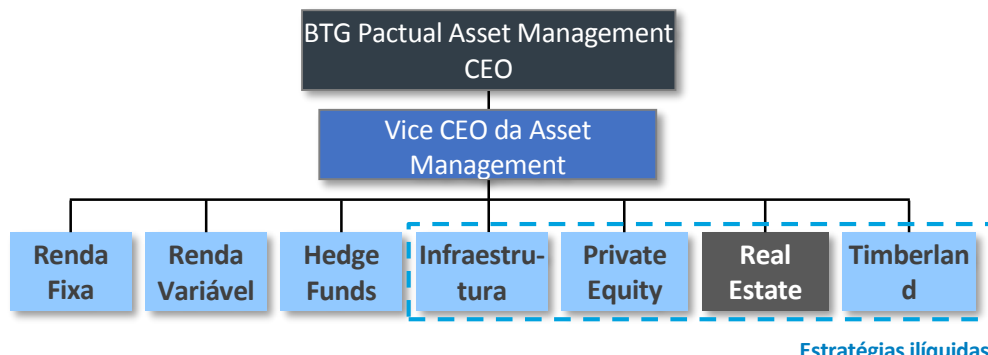 BTG Pactual Asset Management
CEO
Vice CEO da Asset
Management
Renda
Fixa
Renda
Variável
Hedge
Funds
Infraestru-
tura
Private
Equity
Real
Estate
Timberlan
d
Estratégias ilíquidas